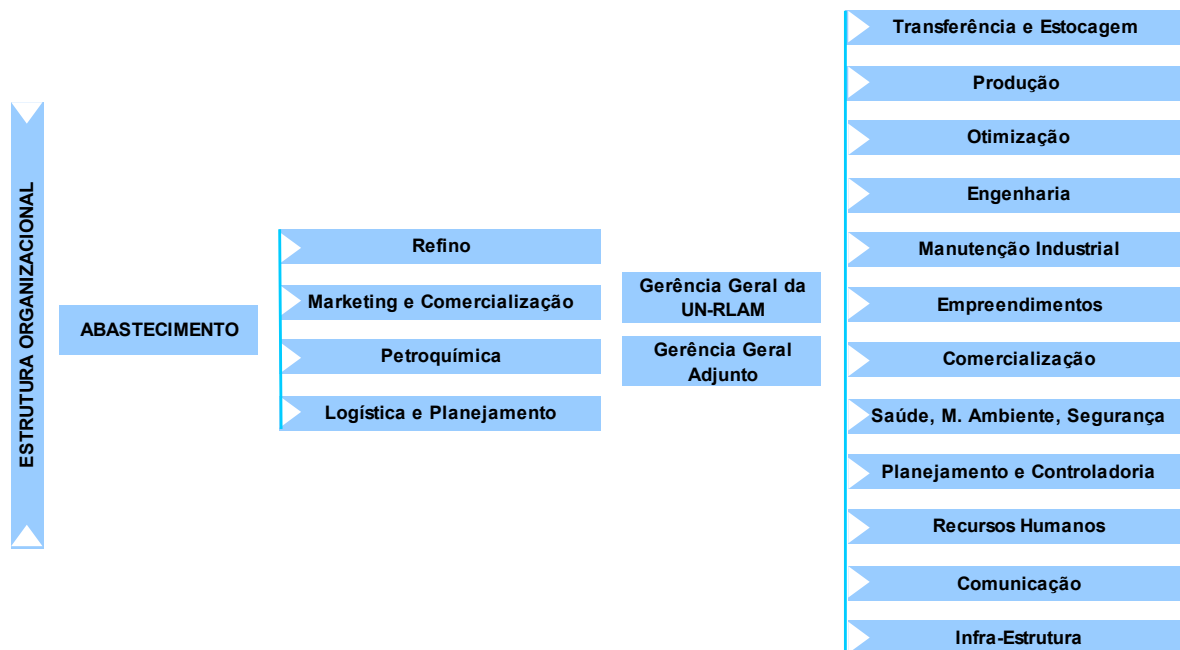 ESTRUTURA ORGANIZACIONAL
ABASTECIMENTO
Refino
Marketing e Comercialização
Petroquímica
Logística e Planejamento
Gerência Geral da
UN-RLAM
Gerência Geral
Adjunto
Transferência e Estocagem
Produção
Otimização
Engenharia
Manutenção Industrial
Empreendimentos
Comercialização
Saúde, M. Ambiente, Segurança
Planejamento e Controladoria
Recursos Humanos
Comunicação
Infra-Estrutura